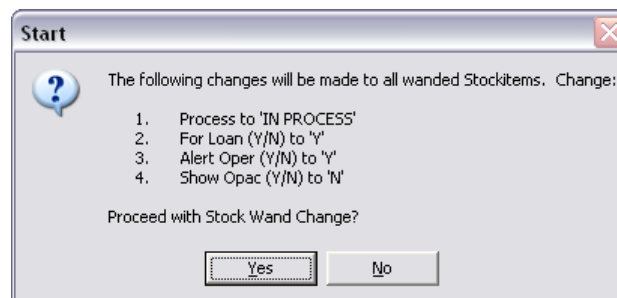 Start
The following changes will be made to all wanded Stockitems. Change:
1. Process to 'IN PROCESS'
2. For Loan (Y/N) to 'Y'
3. Alert Oper (Y/N) to 'Y'
4. Show Opac (Y/N) to 'N'
Proceed with Stock Wand Change?
Yes No